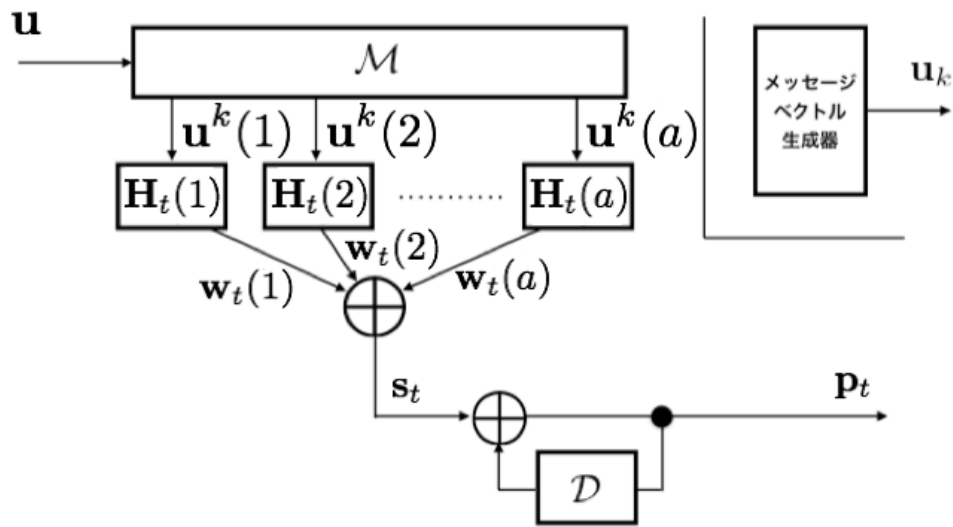 u
M
メッセージ
ベクトル
生成器
u_k
u^k(1) u^k(2) u^k(a)
H_t(1) H_t(2) ........... H_t(a)
w_t(1) w_t(2) w_t(a)
s_t
p_t
D